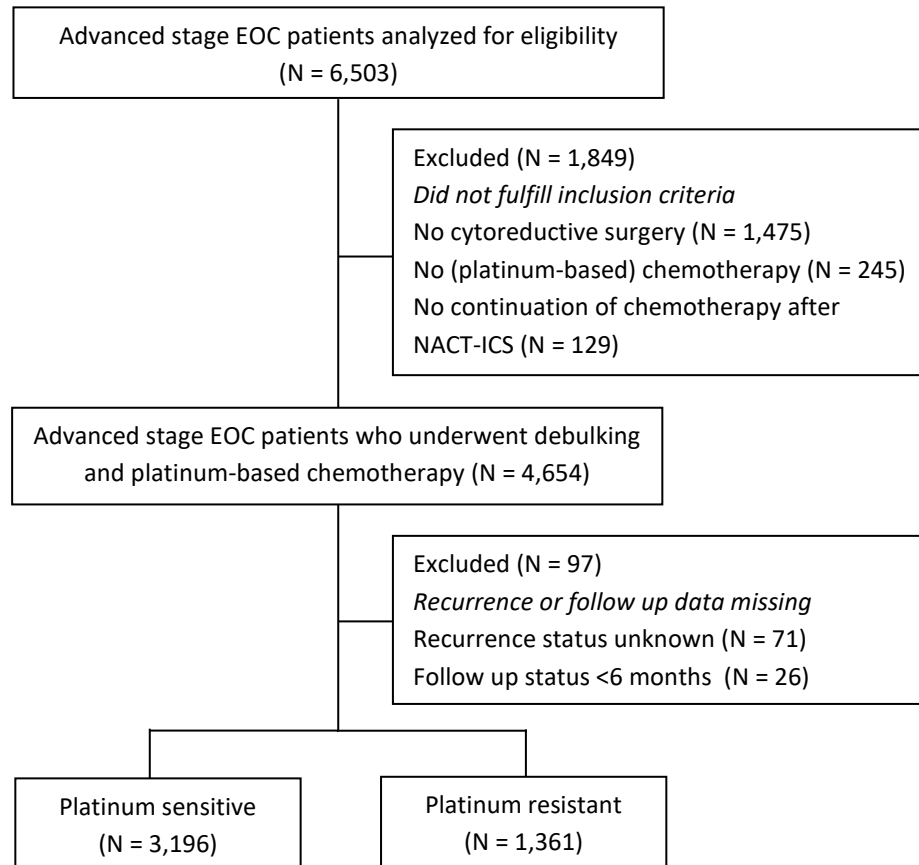 Advanced stage EOC patients analyzed for eligibility
(N = 6,503)
Excluded (N = 1,849)
Did not fulfill inclusion criteria
No cytoreductive surgery (N = 1,475)
No (platinum-based) chemotherapy (N = 245)
No continuation of chemotherapy after
NACT-ICS (N = 129)
Advanced stage EOC patients who underwent debulking
and platinum-based chemotherapy (N = 4,654)
Excluded (N = 97)
Recurrence or follow up data missing
Recurrence status unknown (N = 71)
Follow up status <6 months (N = 26)
Platinum sensitive
(N = 3,196)
Platinum resistant
(N = 1,361)